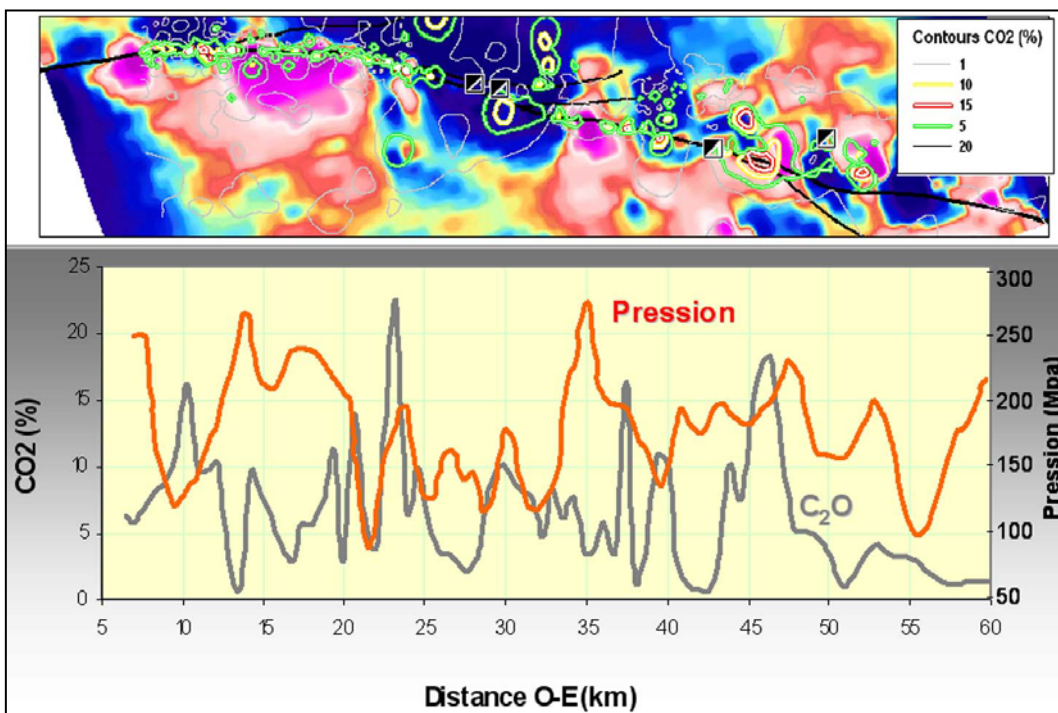 Contours CO2 (%)
1
10
15
5
20
25
20
15
10
5
0
CO2 (%)
Pression
C₂O
300
250
200
150
100
50
Pression (Mpa)
5 10 15 20 25 30 35 40 45 50 55 60
Distance O-E(km)